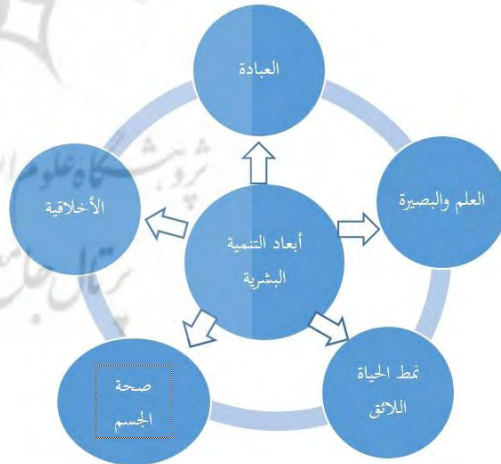 العبادة
العلم والبصيرة
نمط الحياة
اللائق
صحة
الجسم
الأخلاقية
أبعاد التنمية
البشرية